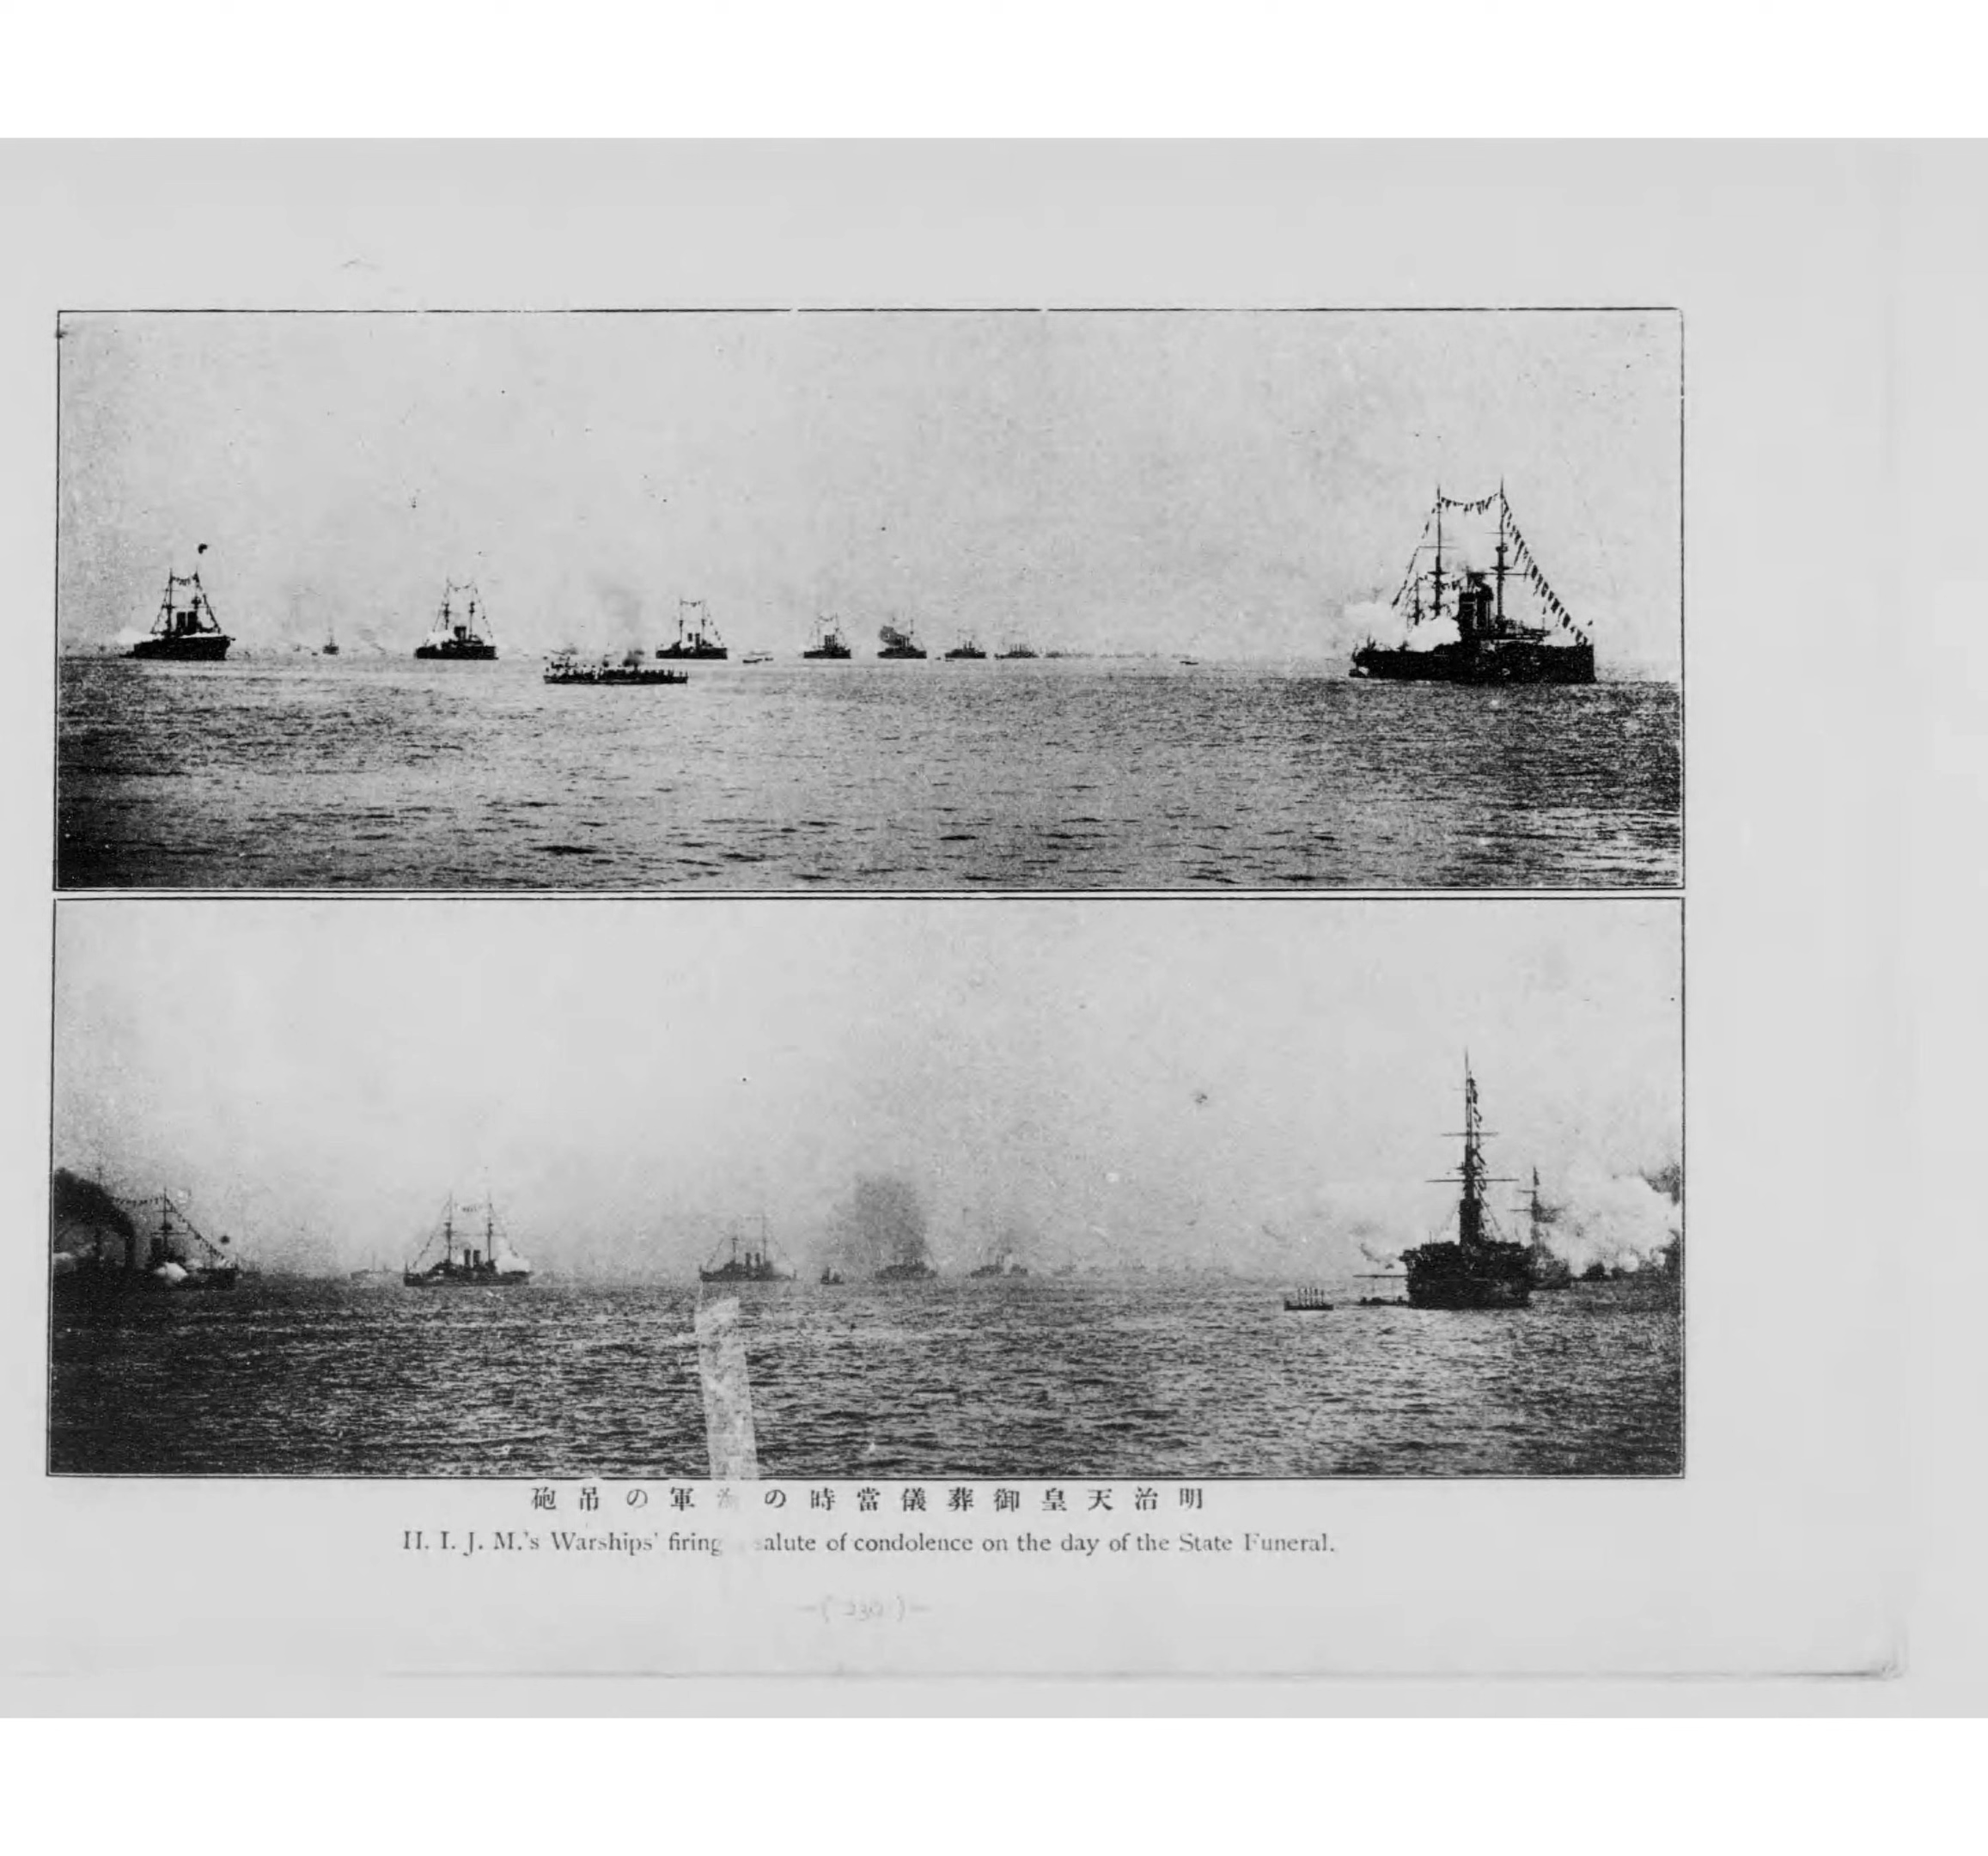 明治天皇御葬儀當時の海軍の吊砲
H. I. J. M.'s Warships' firing salute of condolence on the day of the State Funeral.